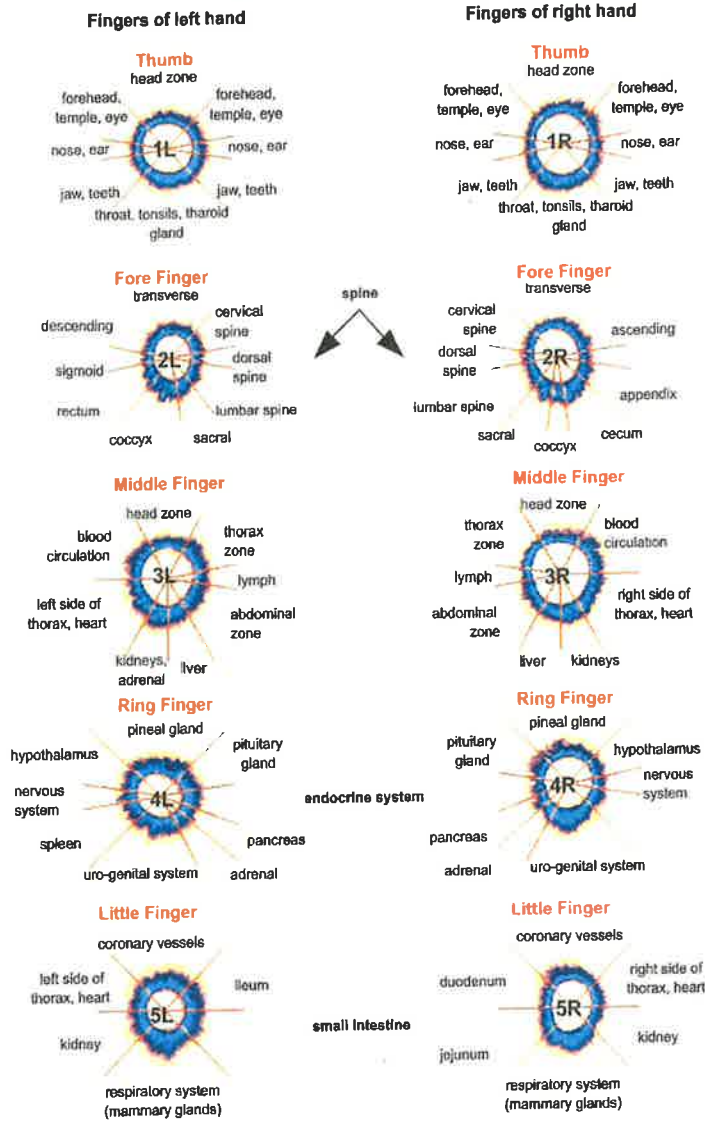 Fingers of left hand
Fingers of right hand
Thumb
head zone
forehead,
temple, eye
forehead,
temple, eye
nose, ear
1L
nose, ear
jaw, teeth
jaw, teeth
throat, tonsils, tharoid
gland
Thumb
head zone
forehead,
temple, eye
forehead,
temple, eye
nose, ear
1R
nose, ear
jaw, teeth
jaw, teeth
throat, tonsils, tharoid
gland
Fore Finger
transverse
descending
cervical
spine
2L
dorsal
spine
sigmoid
rectum
lumbar spine
coccyx
sacral
spine
Fore Finger
transverse
cervical
spine
ascending
dorsal
spine
2R
appendix
lumbar spine
sacral
coccyx
cecum
Middle Finger
head zone
blood
circulation
thorax
zone
3L
lymph
left side of
thorax, heart
abdominal
zone
kidneys,
adrenal
liver
Middle Finger
head zone
thorax
zone
blood
circulation
lymph
3R
right side of
thorax, heart
abdominal
zone
liver
kidneys
Ring Finger
pineal gland
hypothalamus
pituitary
gland
nervous
system
4L
spleen
pancreas
uro-genital system
adrenal
endocrine system
Ring Finger
pineal gland
pituitary
gland
hypothalamus
nervous
system
4R
pancreas
adrenal
uro-genital system
Little Finger
coronary vessels
left side of
thorax, heart
ileum
5L
kidney
respiratory system
(mammary glands)
small intestine
Little Finger
coronary vessels
duodenum
right side of
thorax, heart
5R
kidney
jojunum
respiratory system
(mammary glands)